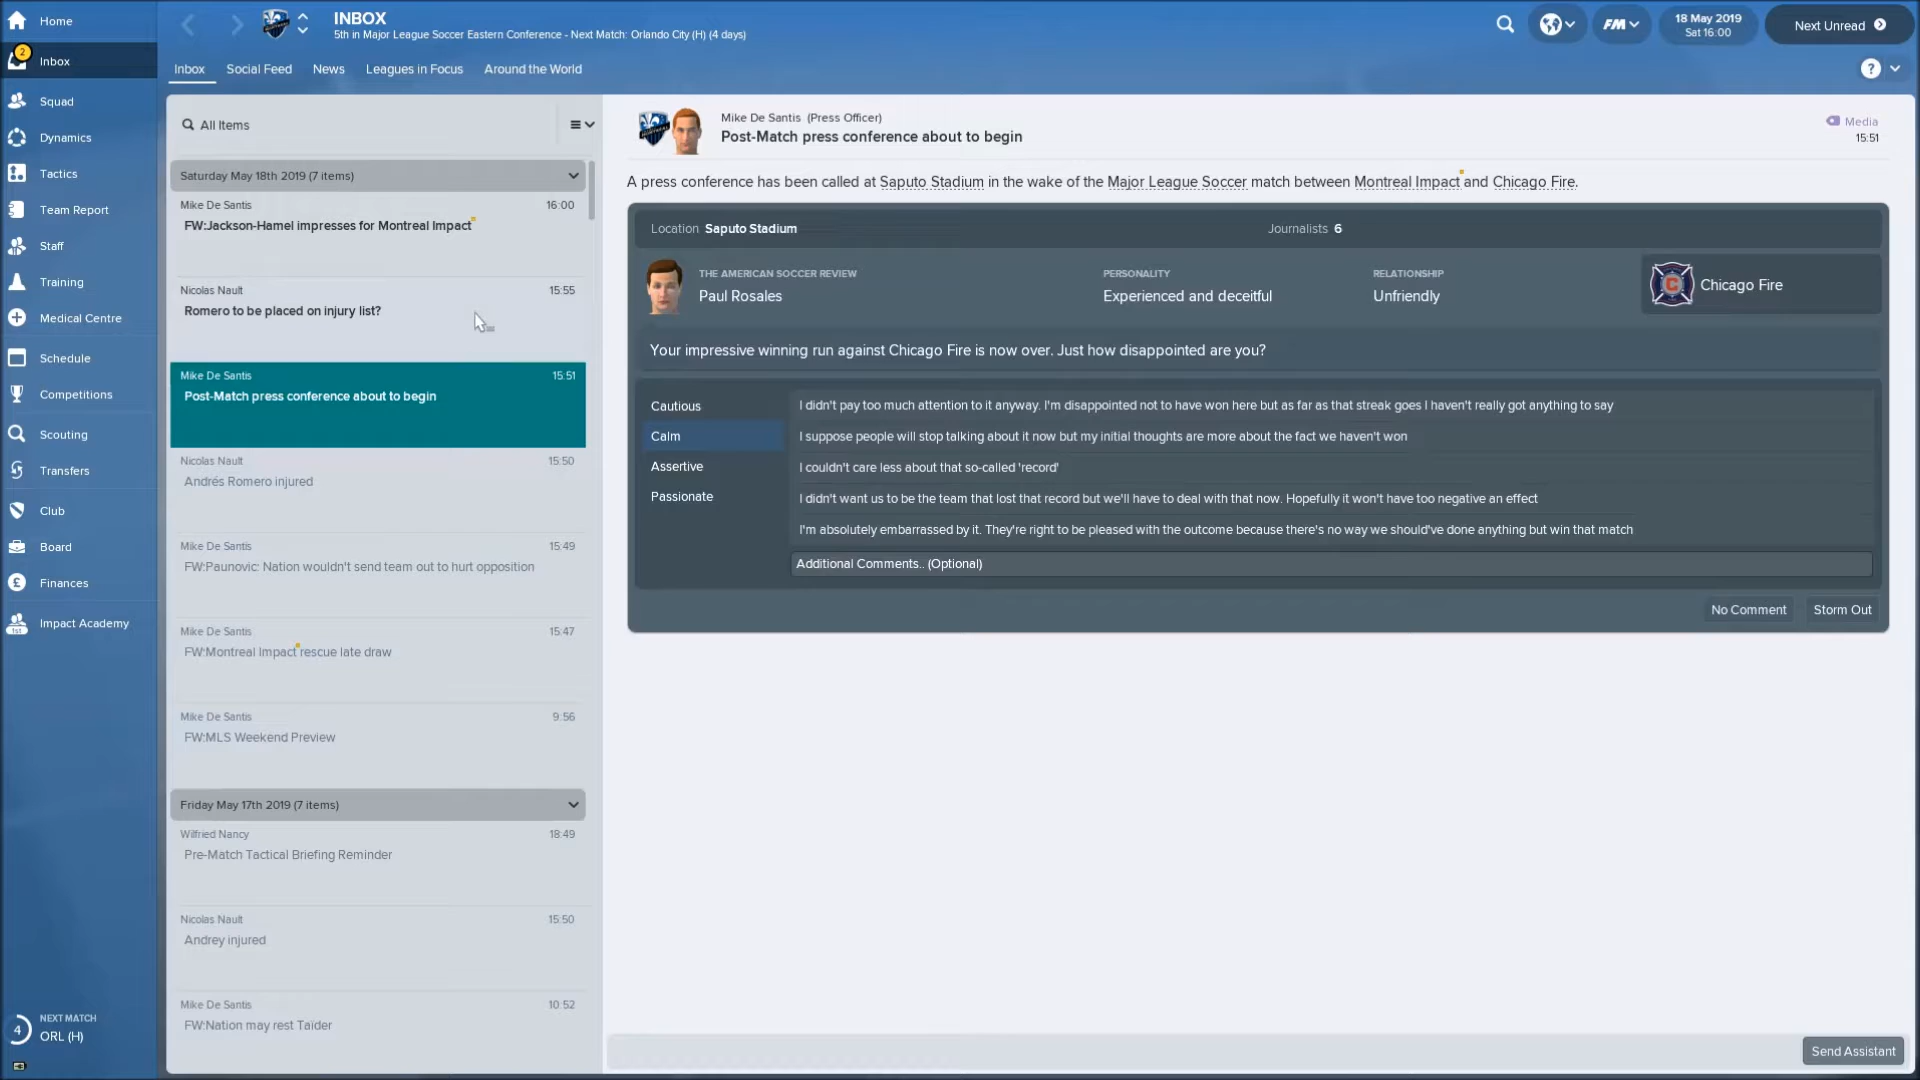 Home
2
Inbox
Squad
Dynamics
Tactics
Team Report
Staff
Training
Medical Centre
Schedule
Competitions
Scouting
Transfers
Club
Board
Finances
1st
Impact Academy
4
NEXT MATCH
ORL (H)
INBOX
5th in Major League Soccer Eastern Conference - Next Match: Orlando City (H) (4 days)
FM
18 May 2019
Sat 16:00
Next Unread
Inbox
Social Feed
News
Leagues in Focus
Around the World
?
All Items
Saturday May 18th 2019 (7 items)
Mike De Santis 16:00
FW:Jackson-Hamel impresses for Montreal Impact
Nicolas Nault 15:55
Romero to be placed on injury list?
Mike De Santis 15:51
Post-Match press conference about to begin
Nicolas Nault 15:50
Andrés Romero injured
Mike De Santis 15:49
FW:Paunovic: Nation wouldn't send team out to hurt opposition
Mike De Santis 15:47
FW:Montreal Impact rescue late draw
Mike De Santis 9:56
FW:MLS Weekend Preview
Friday May 17th 2019 (7 items)
Wilfried Nancy 18:49
Pre-Match Tactical Briefing Reminder
Nicolas Nault 15:50
Andrey injured
Mike De Santis 10:52
FW:Nation may rest Taïder
Mike De Santis (Press Officer)
Post-Match press conference about to begin
Media
15:51
A press conference has been called at Saputo Stadium in the wake of the Major League Soccer match between Montreal Impact and Chicago Fire.
Location Saputo Stadium
Journalists 6
THE AMERICAN SOCCER REVIEW
Paul Rosales
PERSONALITY
Experienced and deceitful
RELATIONSHIP
Unfriendly
Chicago Fire
Your impressive winning run against Chicago Fire is now over. Just how disappointed are you?
Cautious
Calm
Assertive
Passionate
I didn't pay too much attention to it anyway. I'm disappointed not to have won here but as far as that streak goes I haven't really got anything to say
I suppose people will stop talking about it now but my initial thoughts are more about the fact we haven't won
I couldn't care less about that so-called 'record'
I didn't want us to be the team that lost that record but we'll have to deal with that now. Hopefully it won't have too negative an effect
I'm absolutely embarrassed by it. They're right to be pleased with the outcome because there's no way we should've done anything but win that match
Additional Comments.. (Optional)
No Comment
Storm Out
Send Assistant